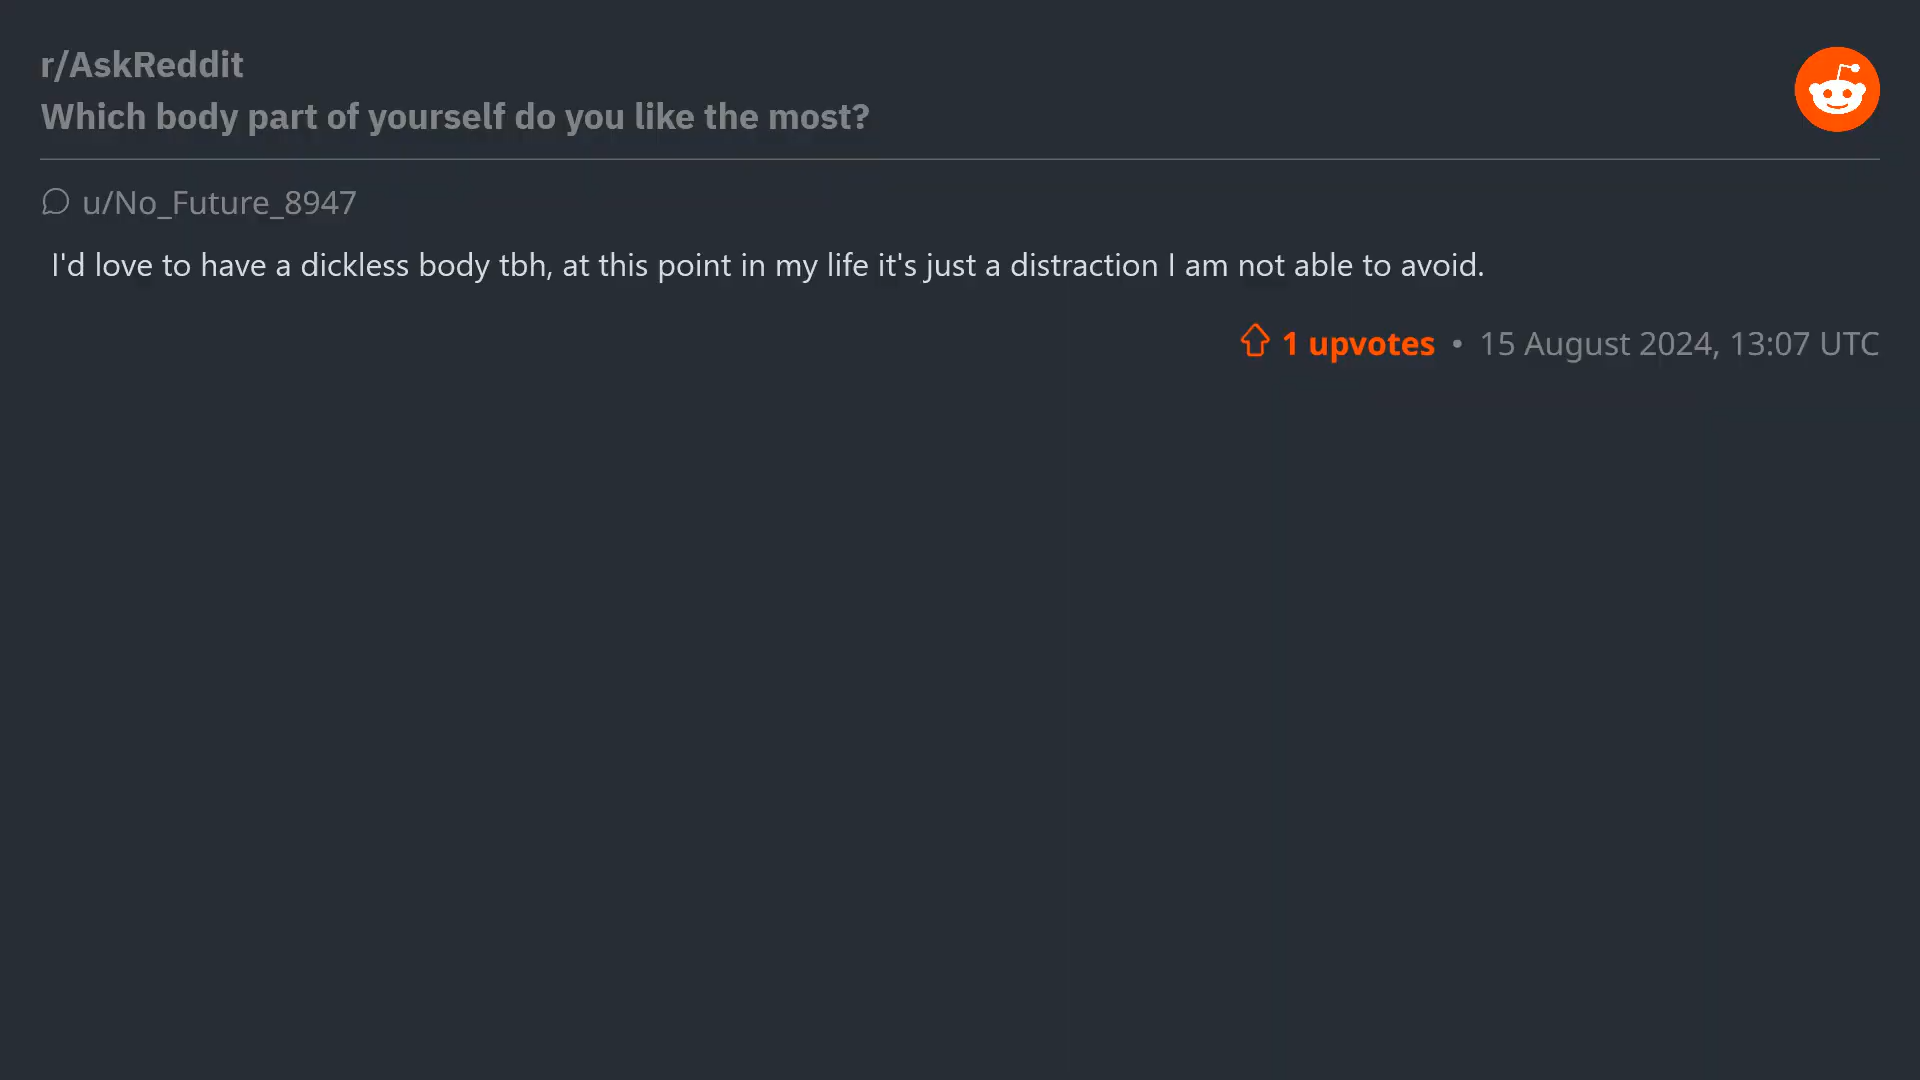 r/AskReddit
Which body part of yourself do you like the most?
u/No_Future_8947
I'd love to have a dickless body tbh, at this point in my life it's just a distraction I am not able to avoid.
1 upvotes • 15 August 2024, 13:07 UTC